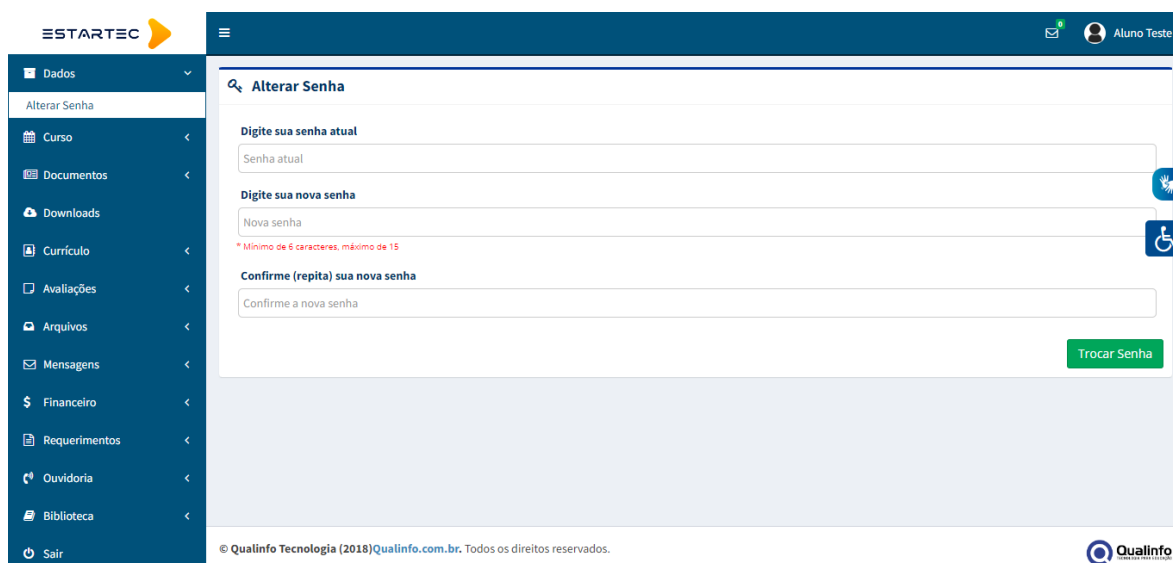 ESTARTEC
0
Aluno Teste
Dados
Alterar Senha
Curso
Documentos
Downloads
Currículo
Avaliações
Arquivos
Mensagens
Financeiro
Requerimentos
Ouvidoria
Biblioteca
Sair
Alterar Senha
Digite sua senha atual
Senha atual
Digite sua nova senha
Nova senha
* Mínimo de 6 caracteres, máximo de 15
Confirme (repita) sua nova senha
Confirme a nova senha
Trocar Senha
© Qualinfo Tecnologia (2018)Qualinfo.com.br. Todos os direitos reservados.
Qualinfo